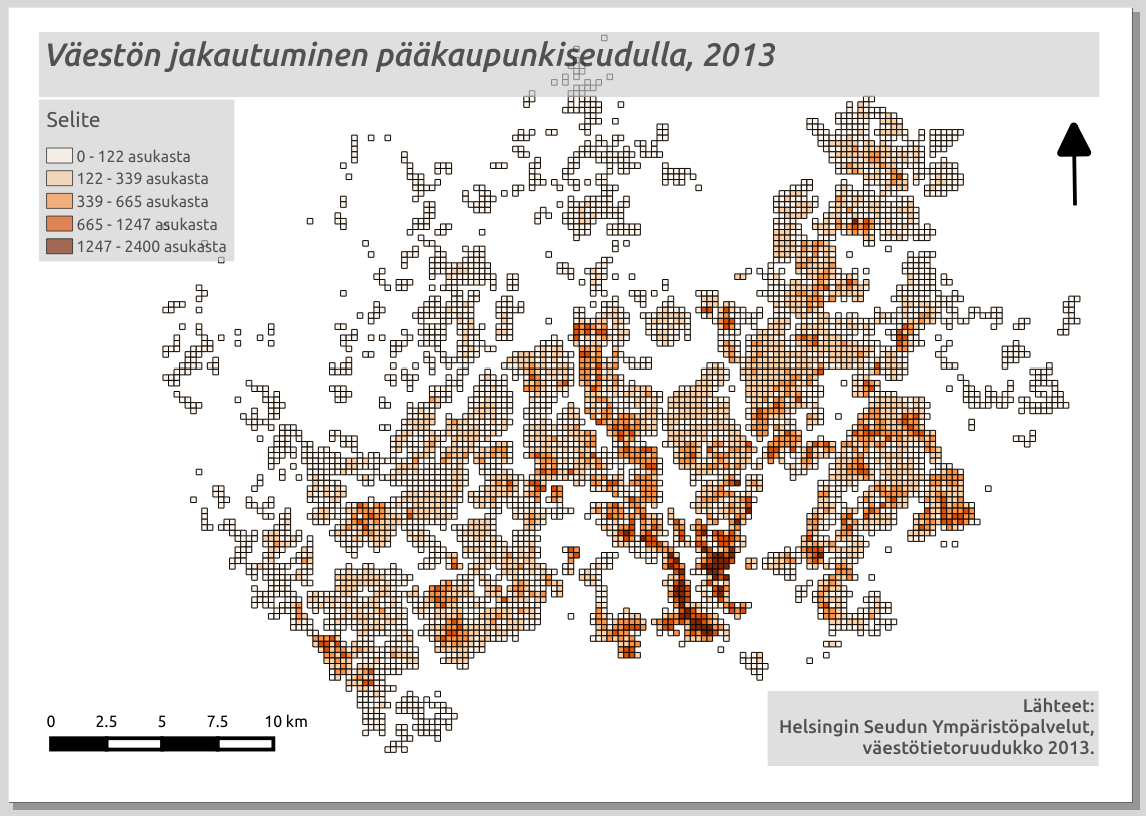 Väestön jakautuminen pääkaupunkiseudulla, 2013
Selite
0 - 122 asukasta
122 - 339 asukasta
339 - 665 asukasta
665 - 1247 asukasta
1247 - 2400 asukasta
0 2.5 5 7.5 10 km
Lähteet:
Helsingin Seudun Ympäristöpalvelut,
väestötietoruudukko 2013.